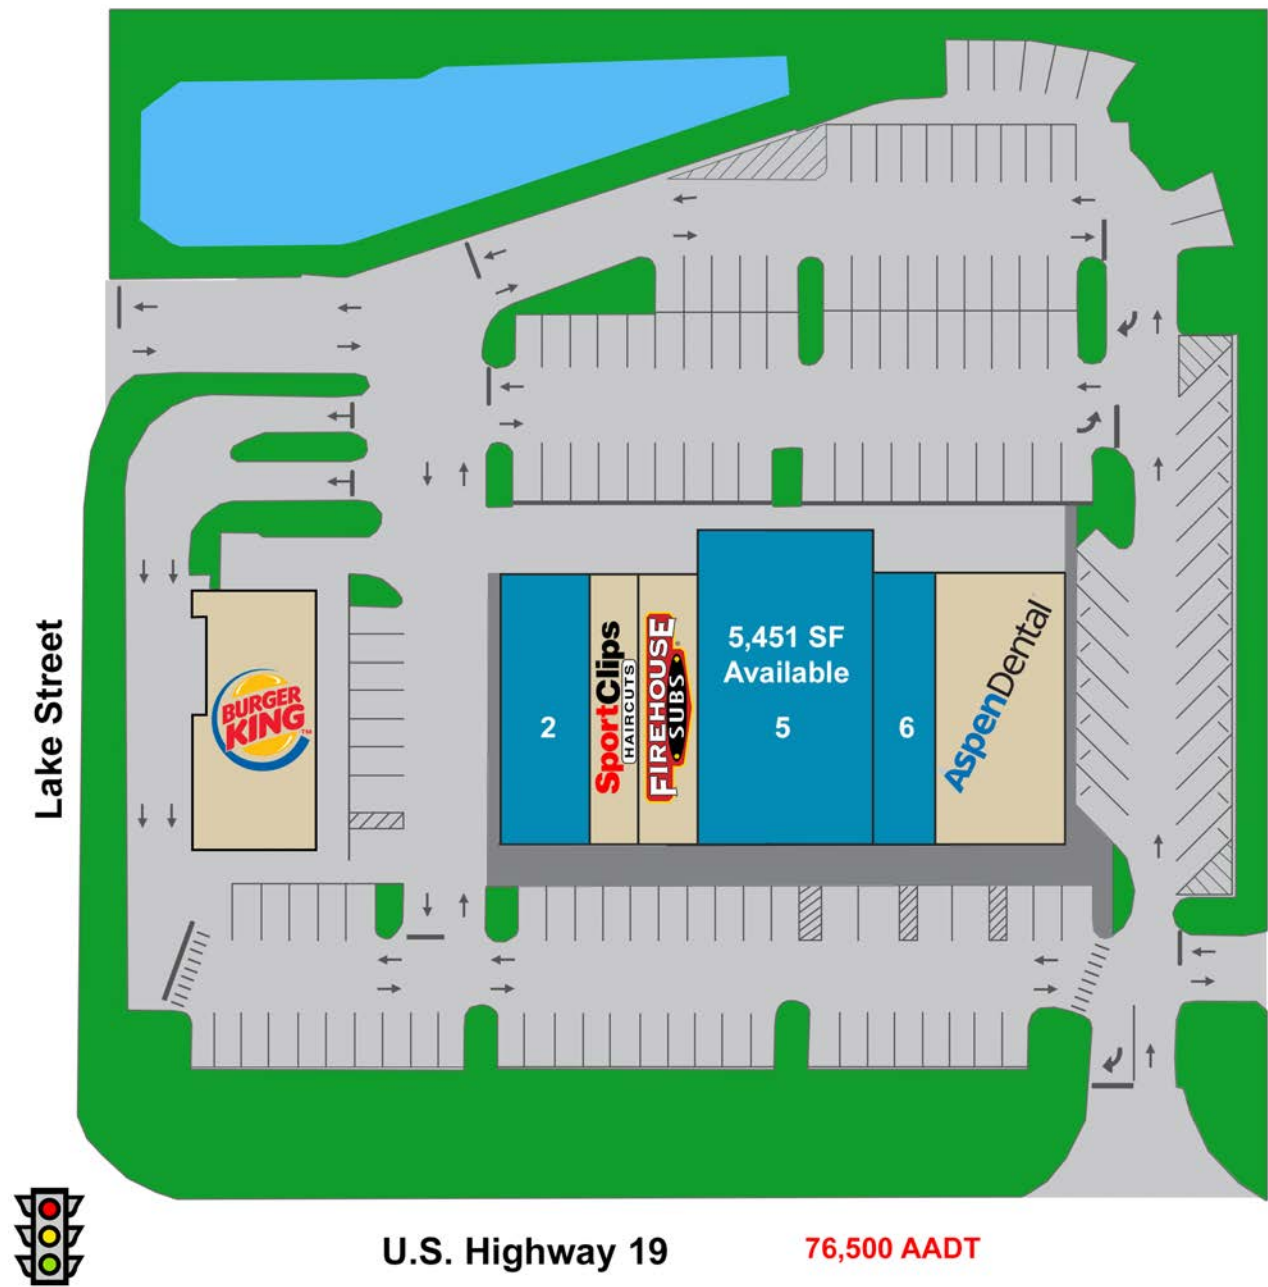 Lake Street
BURGER
KING™
2
SportClips
HAIRCUTS
FIREHOUSE®
SUBS
5,451 SF
Available
5
6
AspenDental
U.S. Highway 19
76,500 AADT